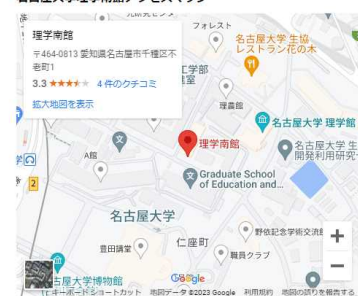 理学南館
〒464-0813 愛知県名古屋市千種区不
老町1
3.3 ★★★★★ 4 件のクチコミ
拡大地図を表示
フォレスト
名古屋大学 生協
レストラン花の木
工学部
理農館
名古屋大学 理学館
理学南館
名古屋大学 生
開発利用研究
A館
Graduate School
of Education and...
2
名古屋大学
野依記念学術交流
豊田講堂
仁座町
職員クラブ
屋大学博物館
Google
キーボード ショートカット
地図データ ©2023 Google
利用規約
地図の誤りを報告する